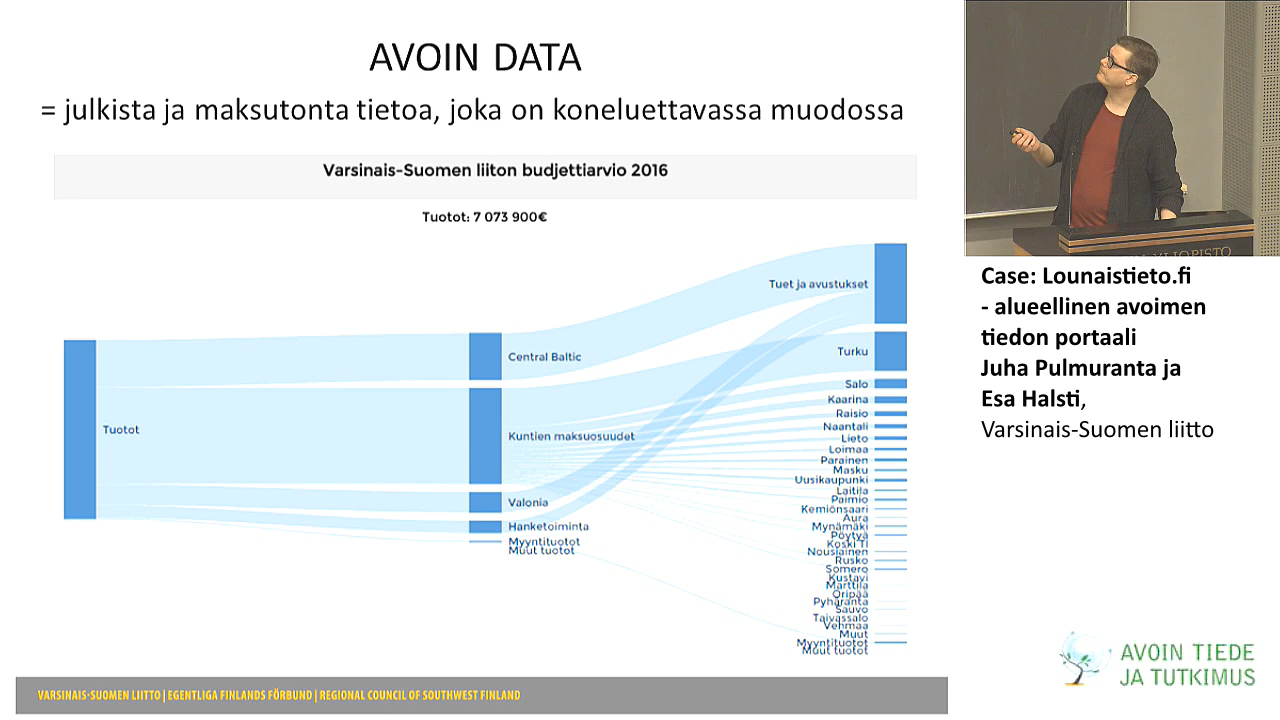 AVOIN DATA
= julkista ja maksutonta tietoa, joka on koneluettavassa muodossa
Varsinais-Suomen liiton budjettiarvio 2016
Tuotot: 7 073 900€
Tuotot
Central Baltic
Kuntien maksuosuudet
Valonia
Hanketoiminta
Myyntituotot
Muut tuotot
Tuet ja avustukset
Turku
Salo
Kaarina
Raisio
Naantali
Lieto
Loimaa
Parainen
Masku
Uusikaupunki
Laitila
Paimio
Kemiönsaari
Aura
Mynämäki
Pöytyä
Koski Tl
Nousiainen
Rusko
Somero
Kustavi
Marttila
Oripää
Pyhäranta
Sauvo
Taivassalo
Vehmaa
Muut
Myyntituotot
Muut tuotot
VARSINAIS-SUOMEN LIITTO | EGENTLIGA FINLANDS FÖRBUND | REGIONAL COUNCIL OF SOUTHWEST FINLAND
YLIOPISTO
Case: Lounaistieto.fi
- alueellinen avoimen
tiedon portaali
Juha Pulmuranta ja
Esa Halsti,
Varsinais-Suomen liitto
AVOIN TIEDE
JA TUTKIMUS